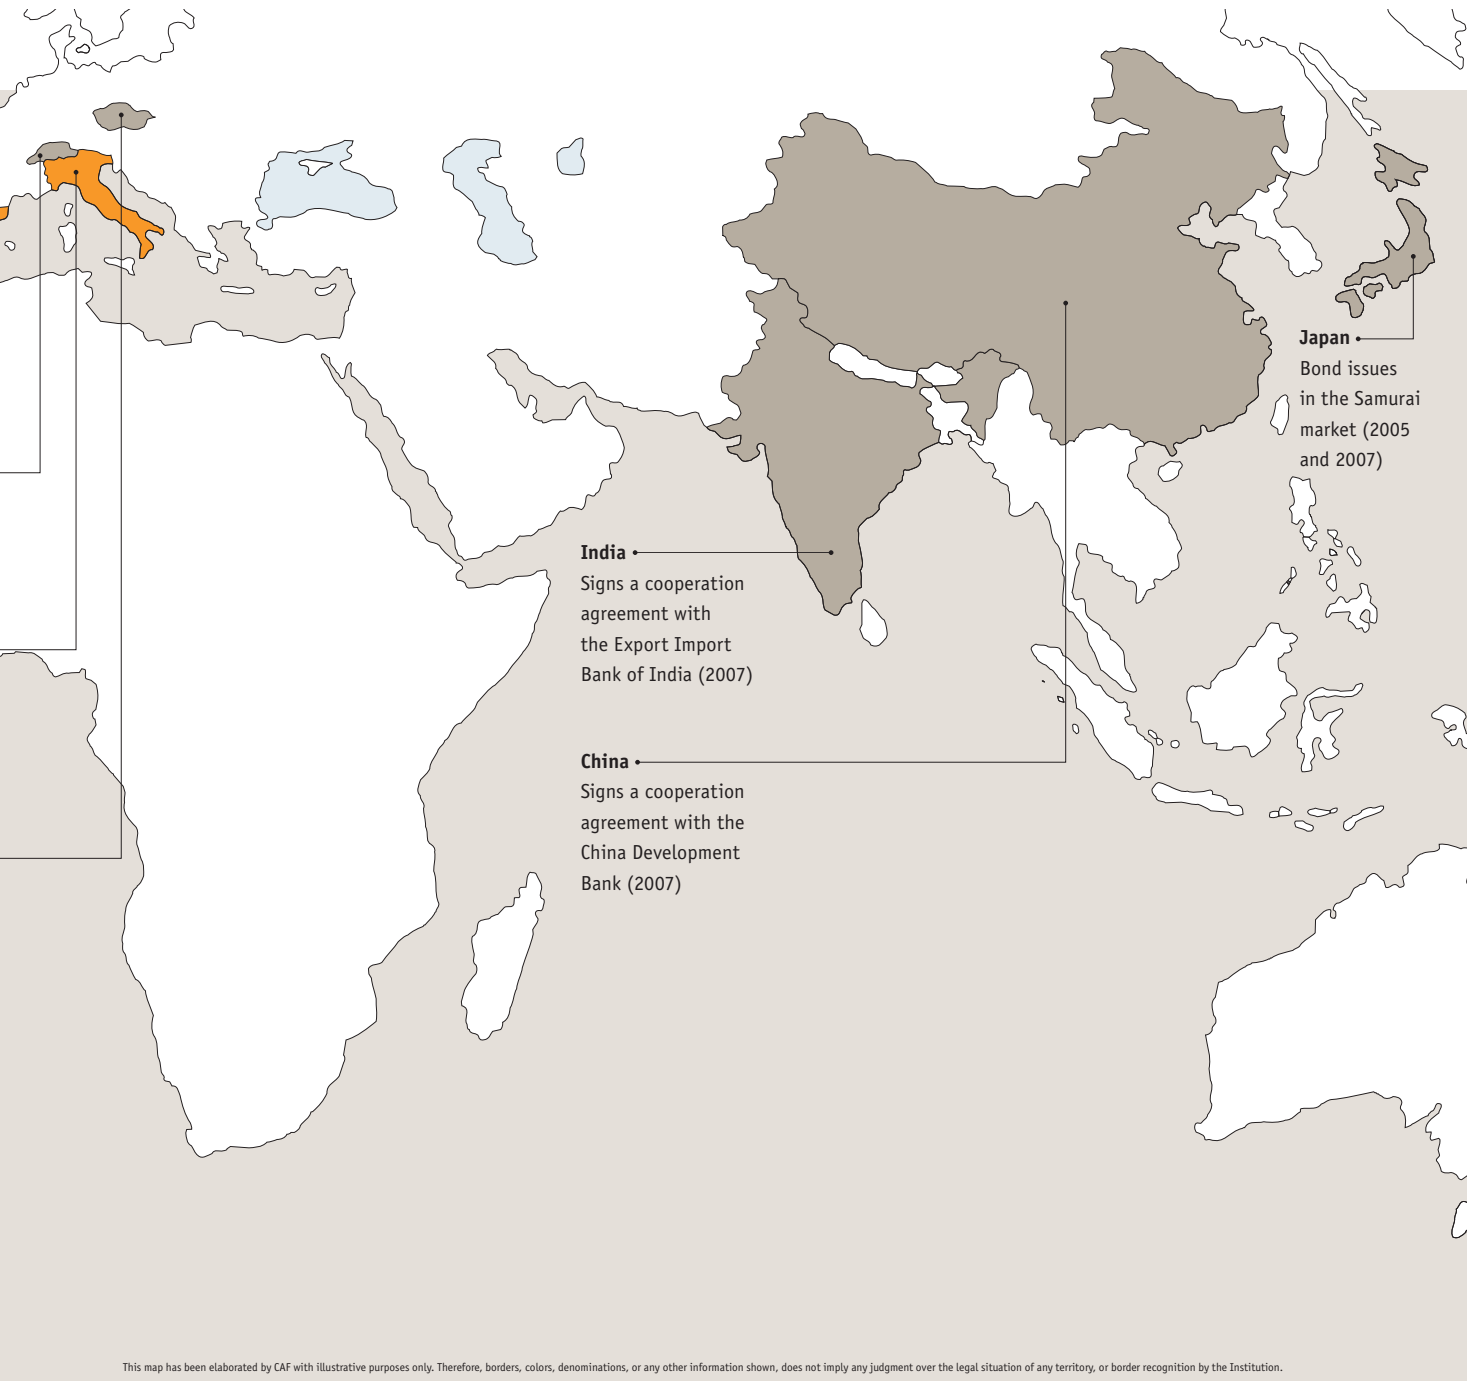 Japan
Bond issues
in the Samurai
market (2005
and 2007)
India
Signs a cooperation
agreement with
the Export Import
Bank of India (2007)
China
Signs a cooperation
agreement with the
China Development
Bank (2007)
This map has been elaborated by CAF with illustrative purposes only. Therefore, borders, colors, denominations, or any other information shown, does not imply any judgment over the legal situation of any territory, or border recognition by the Institution.